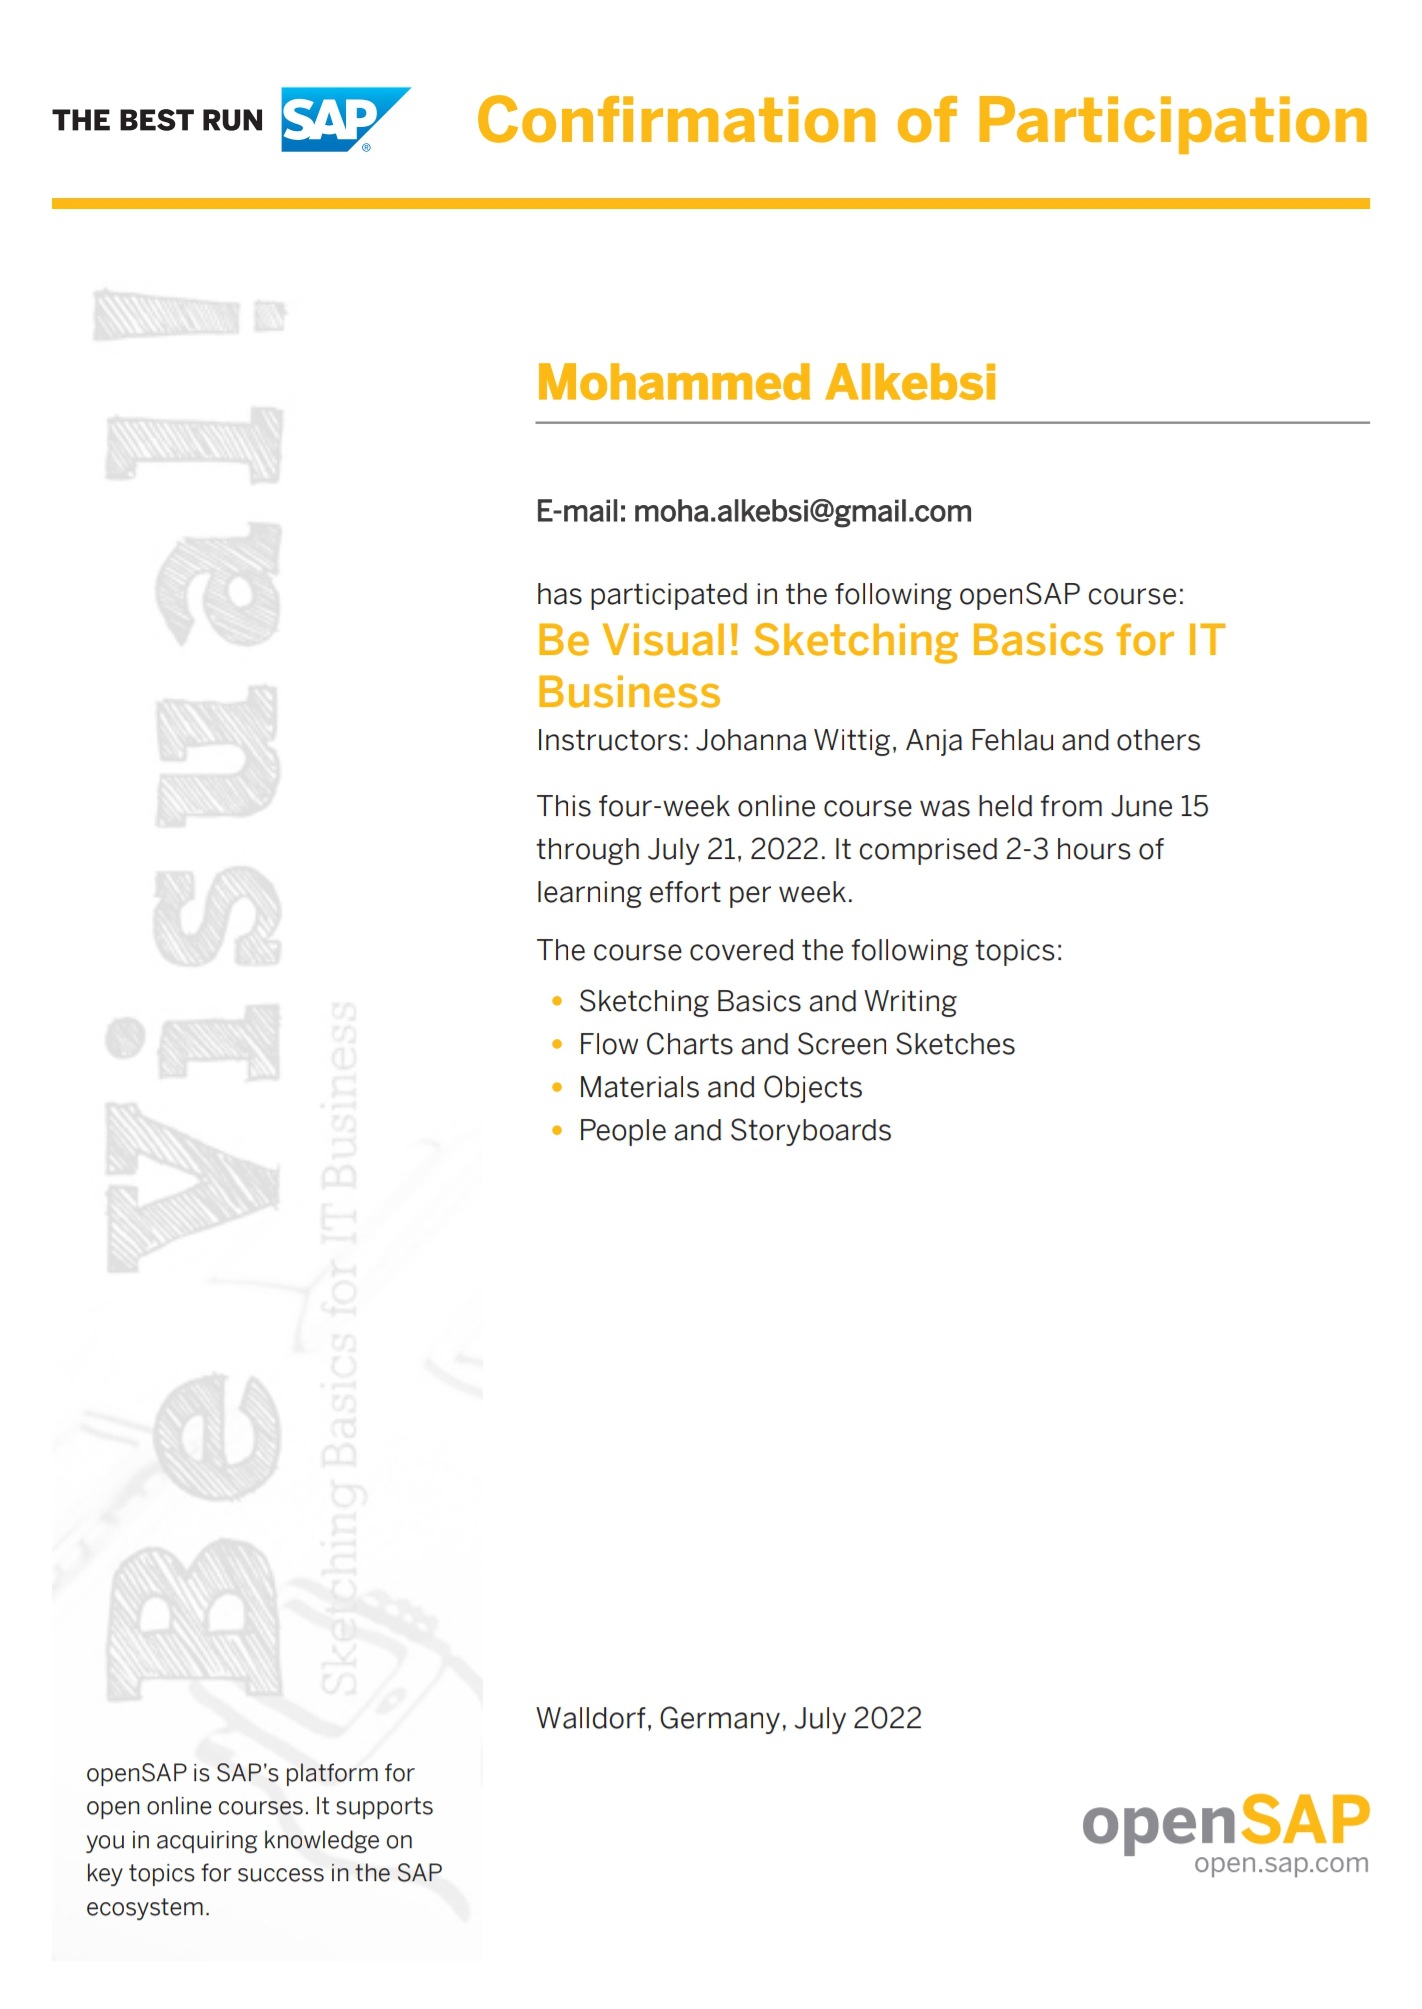 THE BEST RUN SAP ®
Confirmation of Participation
Be Visual!
Sketching Basics for IT Business
Mohammed Alkebsi
E-mail: moha.alkebsi@gmail.com
has participated in the following openSAP course:
Be Visual! Sketching Basics for IT
Business
Instructors: Johanna Wittig, Anja Fehlau and others
This four-week online course was held from June 15
through July 21, 2022. It comprised 2-3 hours of
learning effort per week.
The course covered the following topics:
• Sketching Basics and Writing
• Flow Charts and Screen Sketches
• Materials and Objects
• People and Storyboards
Walldorf, Germany, July 2022
openSAP is SAP's platform for
open online courses. It supports
you in acquiring knowledge on
key topics for success in the SAP
ecosystem.
openSAP
open.sap.com